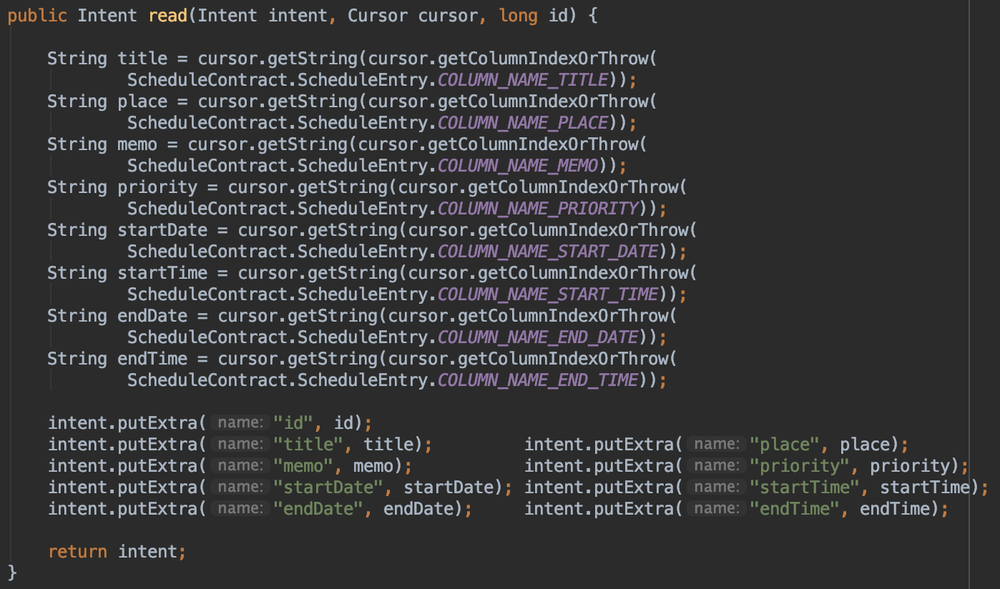 public Intent read(Intent intent, Cursor cursor, long id) {
String title = cursor.getString(cursor.getColumnIndexOrThrow(
ScheduleContract.ScheduleEntry.COLUMN_NAME_TITLE));
String place = cursor.getString(cursor.getColumnIndexOrThrow(
ScheduleContract.ScheduleEntry.COLUMN_NAME_PLACE));
String memo = cursor.getString(cursor.getColumnIndexOrThrow(
ScheduleContract.ScheduleEntry.COLUMN_NAME_MEMO));
String priority = cursor.getString(cursor.getColumnIndexOrThrow(
ScheduleContract.ScheduleEntry.COLUMN_NAME_PRIORITY));
String startDate = cursor.getString(cursor.getColumnIndexOrThrow(
ScheduleContract.ScheduleEntry.COLUMN_NAME_START_DATE));
String startTime = cursor.getString(cursor.getColumnIndexOrThrow(
ScheduleContract.ScheduleEntry.COLUMN_NAME_START_TIME));
String endDate = cursor.getString(cursor.getColumnIndexOrThrow(
ScheduleContract.ScheduleEntry.COLUMN_NAME_END_DATE));
String endTime = cursor.getString(cursor.getColumnIndexOrThrow(
ScheduleContract.ScheduleEntry.COLUMN_NAME_END_TIME));
intent.putExtra( name: "id", id);
intent.putExtra( name: "title", title); intent.putExtra( name: "place", place);
intent.putExtra( name: "memo", memo); intent.putExtra( name: "priority", priority);
intent.putExtra( name: "startDate", startDate); intent.putExtra( name: "startTime", startTime);
intent.putExtra( name: "endDate", endDate); intent.putExtra( name: "endTime", endTime);
return intent;
}